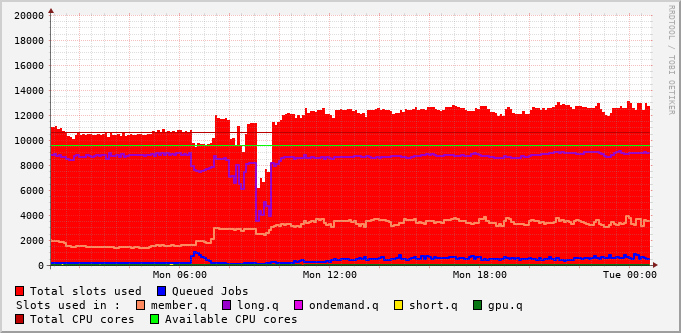 20000
18000
16000
14000
12000
10000
8000
6000
4000
2000
0
Mon 06:00 Mon 12:00 Mon 18:00 Tue 00:00
RRDTOOL / TOBI OETIKER
Total slots used Queued Jobs
Slots used in : member.q long.q ondemand.q short.q gpu.q
Total CPU cores Available CPU cores